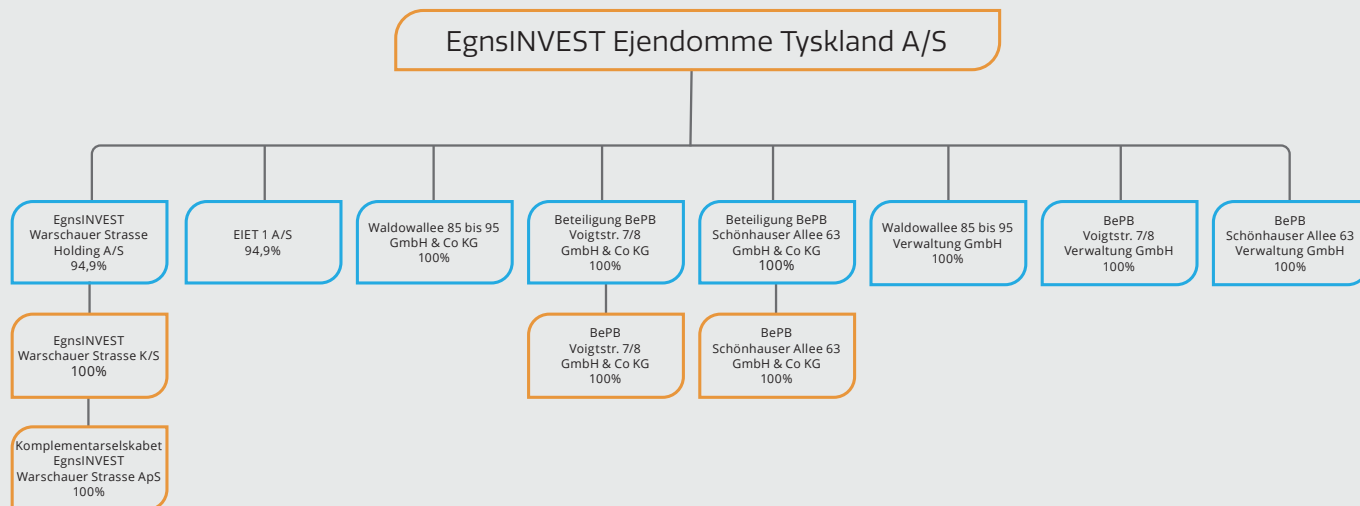 EgnsINVEST Ejendomme Tyskland A/S
EgnsINVEST
Warschauer Strasse
Holding A/S
94,9%
EIET 1 A/S
94,9%
Waldowallee 85 bis 95
GmbH & Co KG
100%
Beteiligung BePB
Voigtstr. 7/8
GmbH & Co KG
100%
Beteiligung BePB
Schönhauser Allee 63
GmbH & Co KG
100%
Waldowallee 85 bis 95
Verwaltung GmbH
100%
BePB
Voigtstr. 7/8
Verwaltung GmbH
100%
BePB
Schönhauser Allee 63
Verwaltung GmbH
100%
EgnsINVEST
Warschauer Strasse K/S
100%
BePB
Voigtstr. 7/8
GmbH & Co KG
100%
BePB
Schönhauser Allee 63
GmbH & Co KG
100%
Komplementarselskabet
EgnsINVEST
Warschauer Strasse ApS
100%